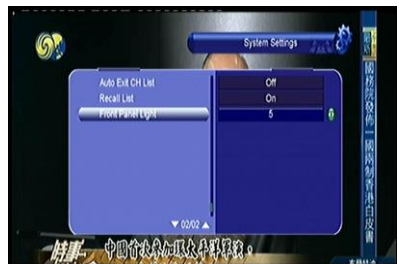 System Settings
Auto Exit CH List Off
Recall List On
Front Panel Light 5
02/02
國務院發佈一國兩制香港白皮書
時事
中國首次參加環太平洋軍演。